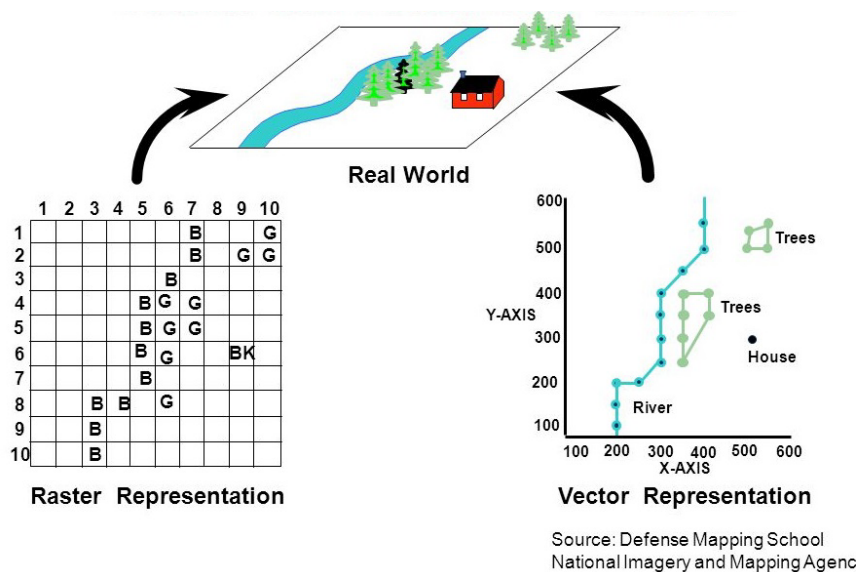 Real World
1 2 3 4 5 6 7 8 9 10
1 B G
2 B G G
3 B
4 B G G
5 B G G
6 B G BK
7 B
8 B B G
9 B
10 B
Raster Representation
600
500
400
300
200
100
Y-AXIS
Trees
Trees
House
River
100 200 300 400 500 600
X-AXIS
Vector Representation
Source: Defense Mapping School
National Imagery and Mapping Agenc